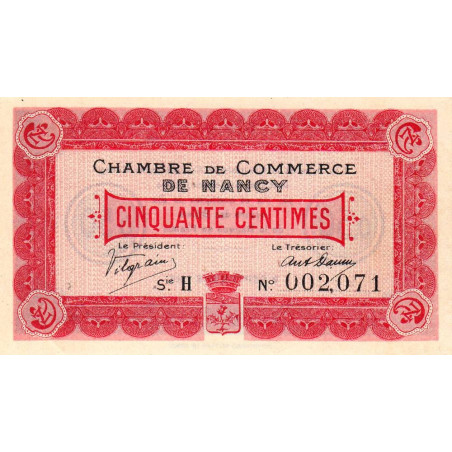 CHAMBRE DE COMMERCE
DE NANCY
CINQUANTE CENTIMES
Le Président: Le Trésorier:
Sie H No 002,071